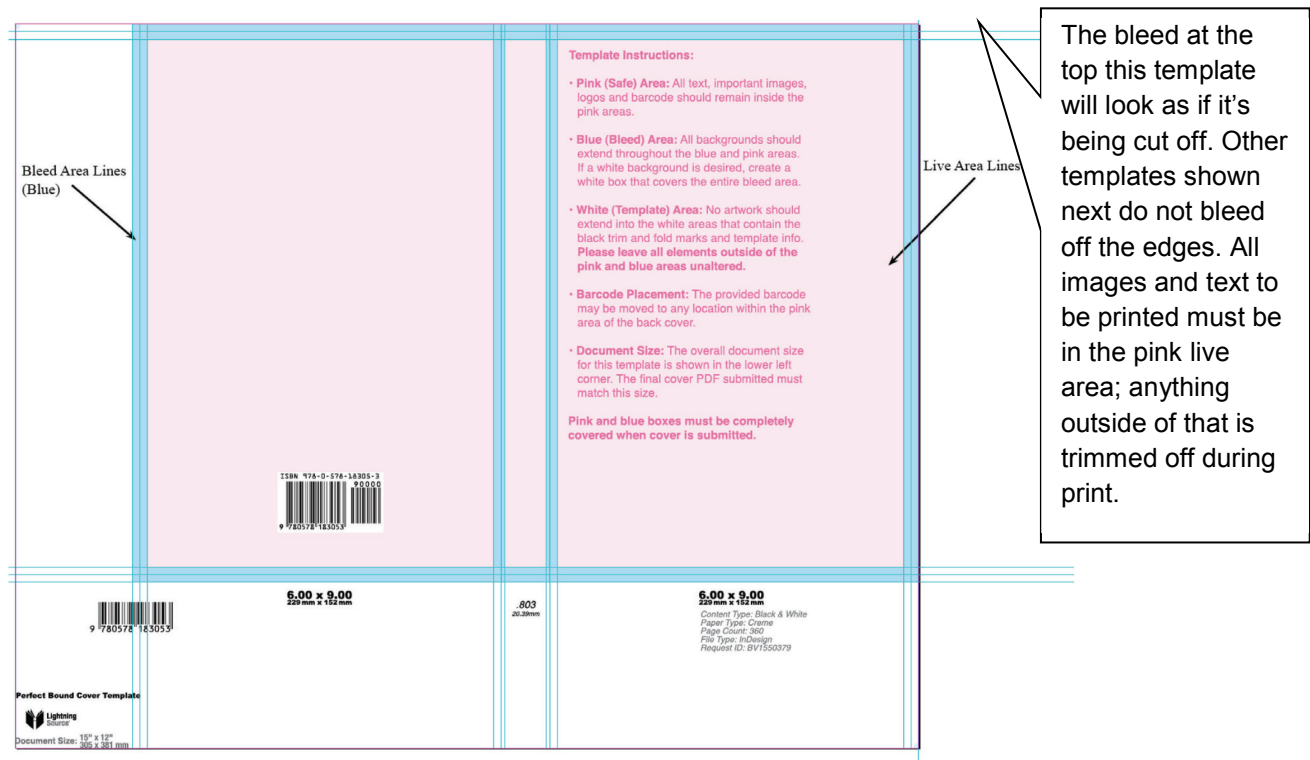 Template Instructions:
• Pink (Safe) Area: All text, important images,
logos and barcode should remain inside the
pink areas.
• Blue (Bleed) Area: All backgrounds should
extend throughout the blue and pink areas.
If a white background is desired, create a
white box that covers the entire bleed area.
• White (Template) Area: No artwork should
extend into the white areas that contain the
black trim and fold marks and template info.
Please leave all elements outside of the
pink and blue areas unaltered.
• Barcode Placement: The provided barcode
may be moved to any location within the pink
area of the back cover.
• Document Size: The overall document size
for this template is shown in the lower left
corner. The final cover PDF submitted must
match this size.
Pink and blue boxes must be completely
covered when cover is submitted.
Bleed Area Lines
(Blue)
Live Area Lines
The bleed at the
top this template
will look as if it's
being cut off. Other
templates shown
next do not bleed
off the edges. All
images and text to
be printed must be
in the pink live
area; anything
outside of that is
trimmed off during
print.
ISBN 978-0-578-18305-3
90000
9 780578 183053
6.00 x 9.00
229 mm x 152 mm
.803
20.39mm
6.00 x 9.00
229 mm x 152 mm
Content Type: Black & White
Paper Type: Creme
Page Count: 360
File Type: InDesign
Request ID: BV1550379
9 780578 183053
Perfect Bound Cover Template
Lightning
Source
Document Size: 15" x 12"
305 x 381 mm